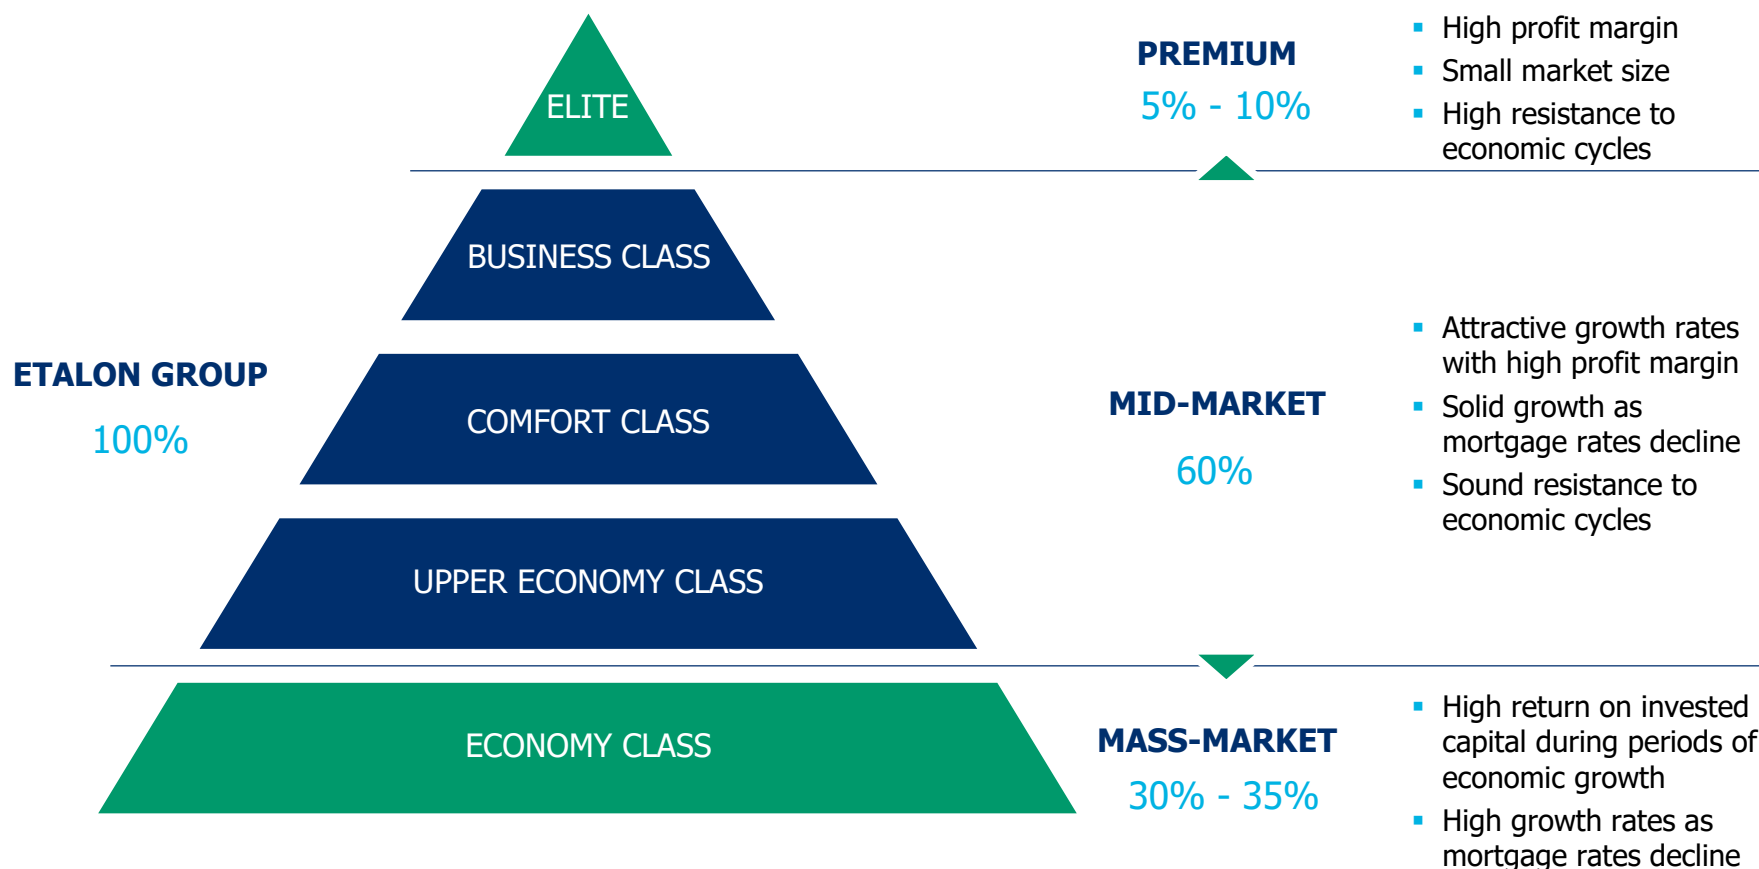 ELITE
PREMIUM
5% - 10%
▪ High profit margin
▪ Small market size
▪ High resistance to
economic cycles
ETALON GROUP
100%
BUSINESS CLASS
COMFORT CLASS
UPPER ECONOMY CLASS
MID-MARKET
60%
▪ Attractive growth rates
with high profit margin
▪ Solid growth as
mortgage rates decline
▪ Sound resistance to
economic cycles
ECONOMY CLASS
MASS-MARKET
30% - 35%
▪ High return on invested
capital during periods of
economic growth
▪ High growth rates as
mortgage rates decline